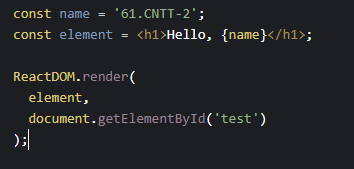 const name = '61.CNTT-2';
const element = <h1>Hello, {name}</h1>;
ReactDOM.render(
element,
document.getElementById('test')
);